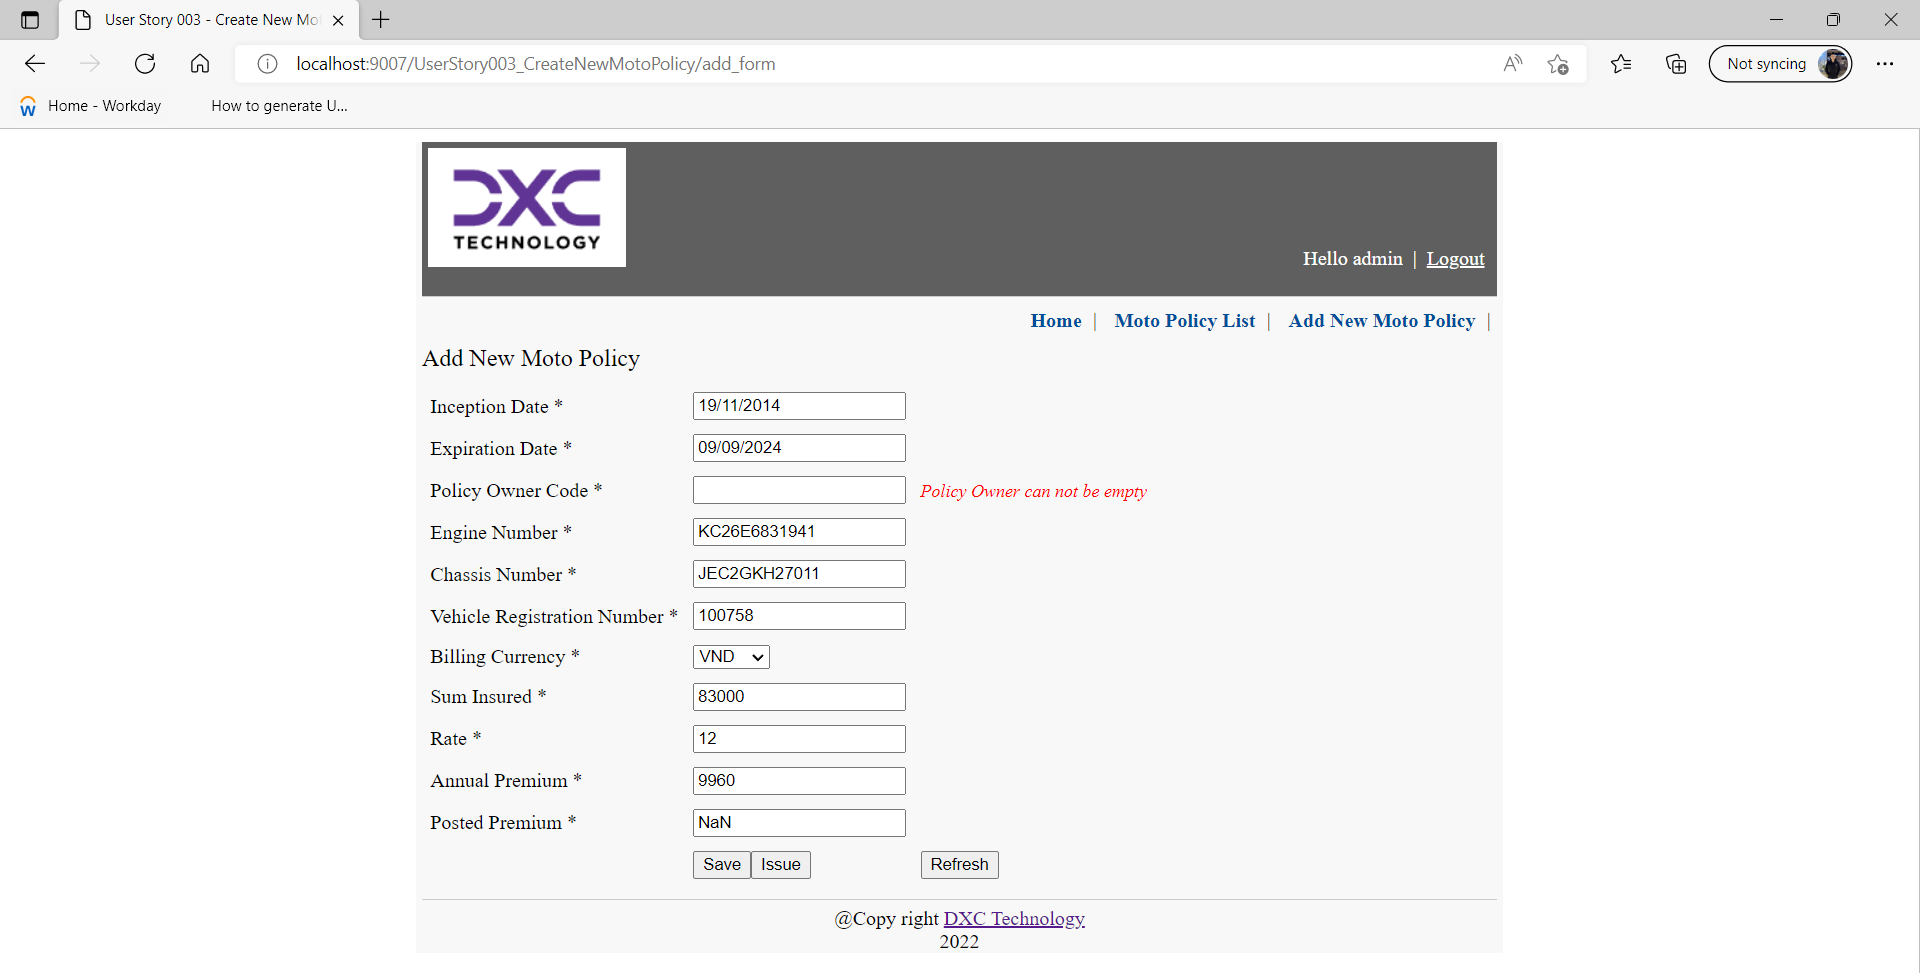 User Story 003 - Create New Mo
localhost:9007/UserStory003_CreateNewMotoPolicy/add_form
Not syncing
Home - Workday
How to generate U...
DXC
TECHNOLOGY
Hello admin | Logout
Home | Moto Policy List | Add New Moto Policy |
Add New Moto Policy
Inception Date * 19/11/2014
Expiration Date * 09/09/2024
Policy Owner Code * Policy Owner can not be empty
Engine Number * KC26E6831941
Chassis Number * JEC2GKH27011
Vehicle Registration Number * 100758
Billing Currency * VND
Sum Insured * 83000
Rate * 12
Annual Premium * 9960
Posted Premium * NaN
Save Issue Refresh
@Copy right DXC Technology
2022